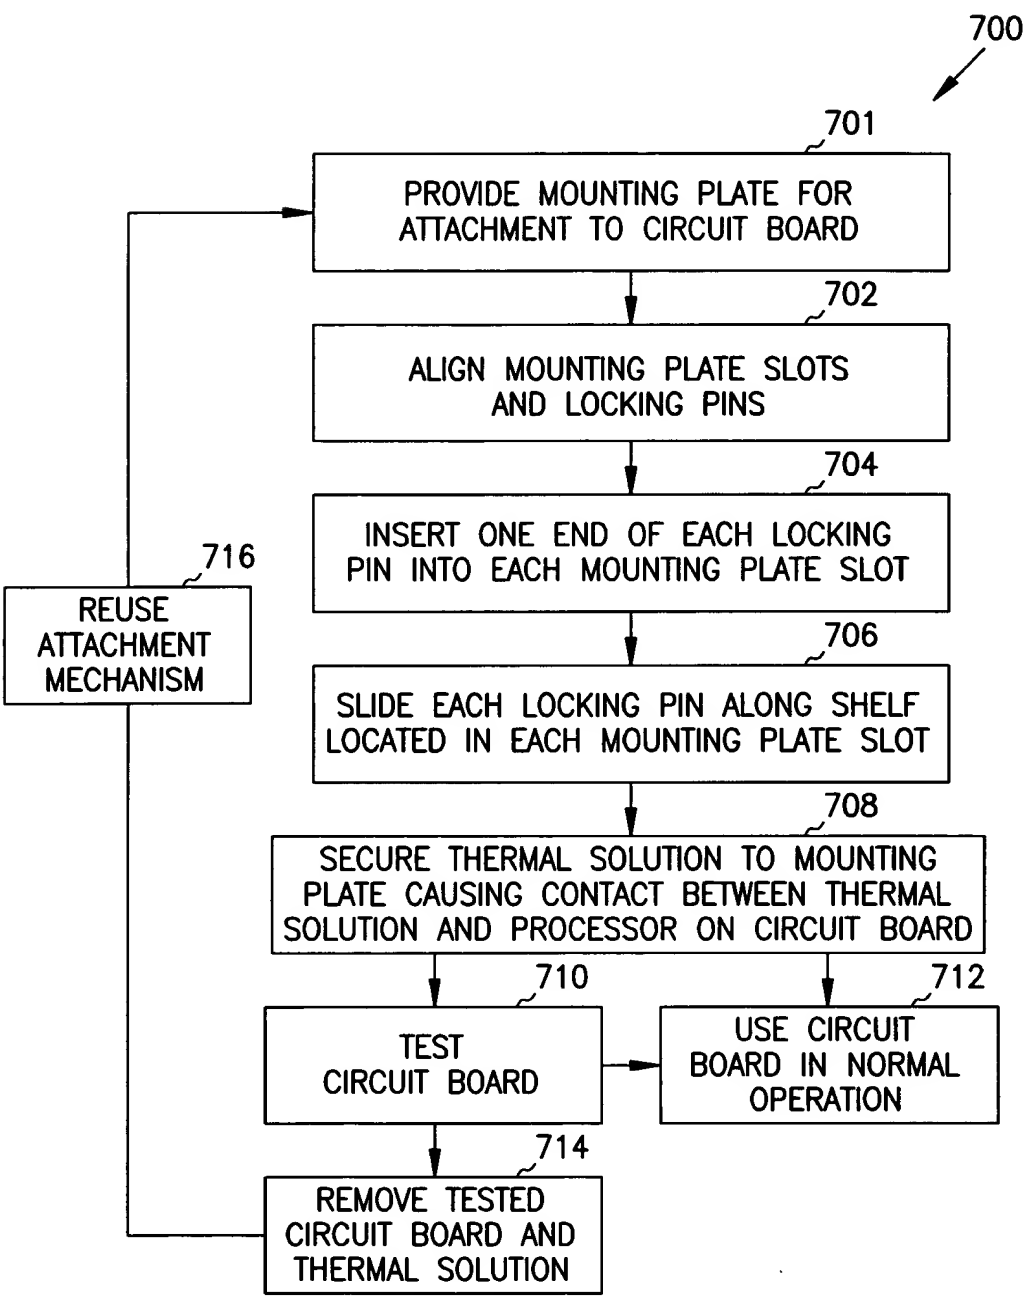 700
701
PROVIDE MOUNTING PLATE FOR
ATTACHMENT TO CIRCUIT BOARD
702
ALIGN MOUNTING PLATE SLOTS
AND LOCKING PINS
704
INSERT ONE END OF EACH LOCKING
PIN INTO EACH MOUNTING PLATE SLOT
716
REUSE
ATTACHMENT
MECHANISM
706
SLIDE EACH LOCKING PIN ALONG SHELF
LOCATED IN EACH MOUNTING PLATE SLOT
708
SECURE THERMAL SOLUTION TO MOUNTING
PLATE CAUSING CONTACT BETWEEN THERMAL
SOLUTION AND PROCESSOR ON CIRCUIT BOARD
710
TEST
CIRCUIT BOARD
712
USE CIRCUIT
BOARD IN NORMAL
OPERATION
714
REMOVE TESTED
CIRCUIT BOARD AND
THERMAL SOLUTION